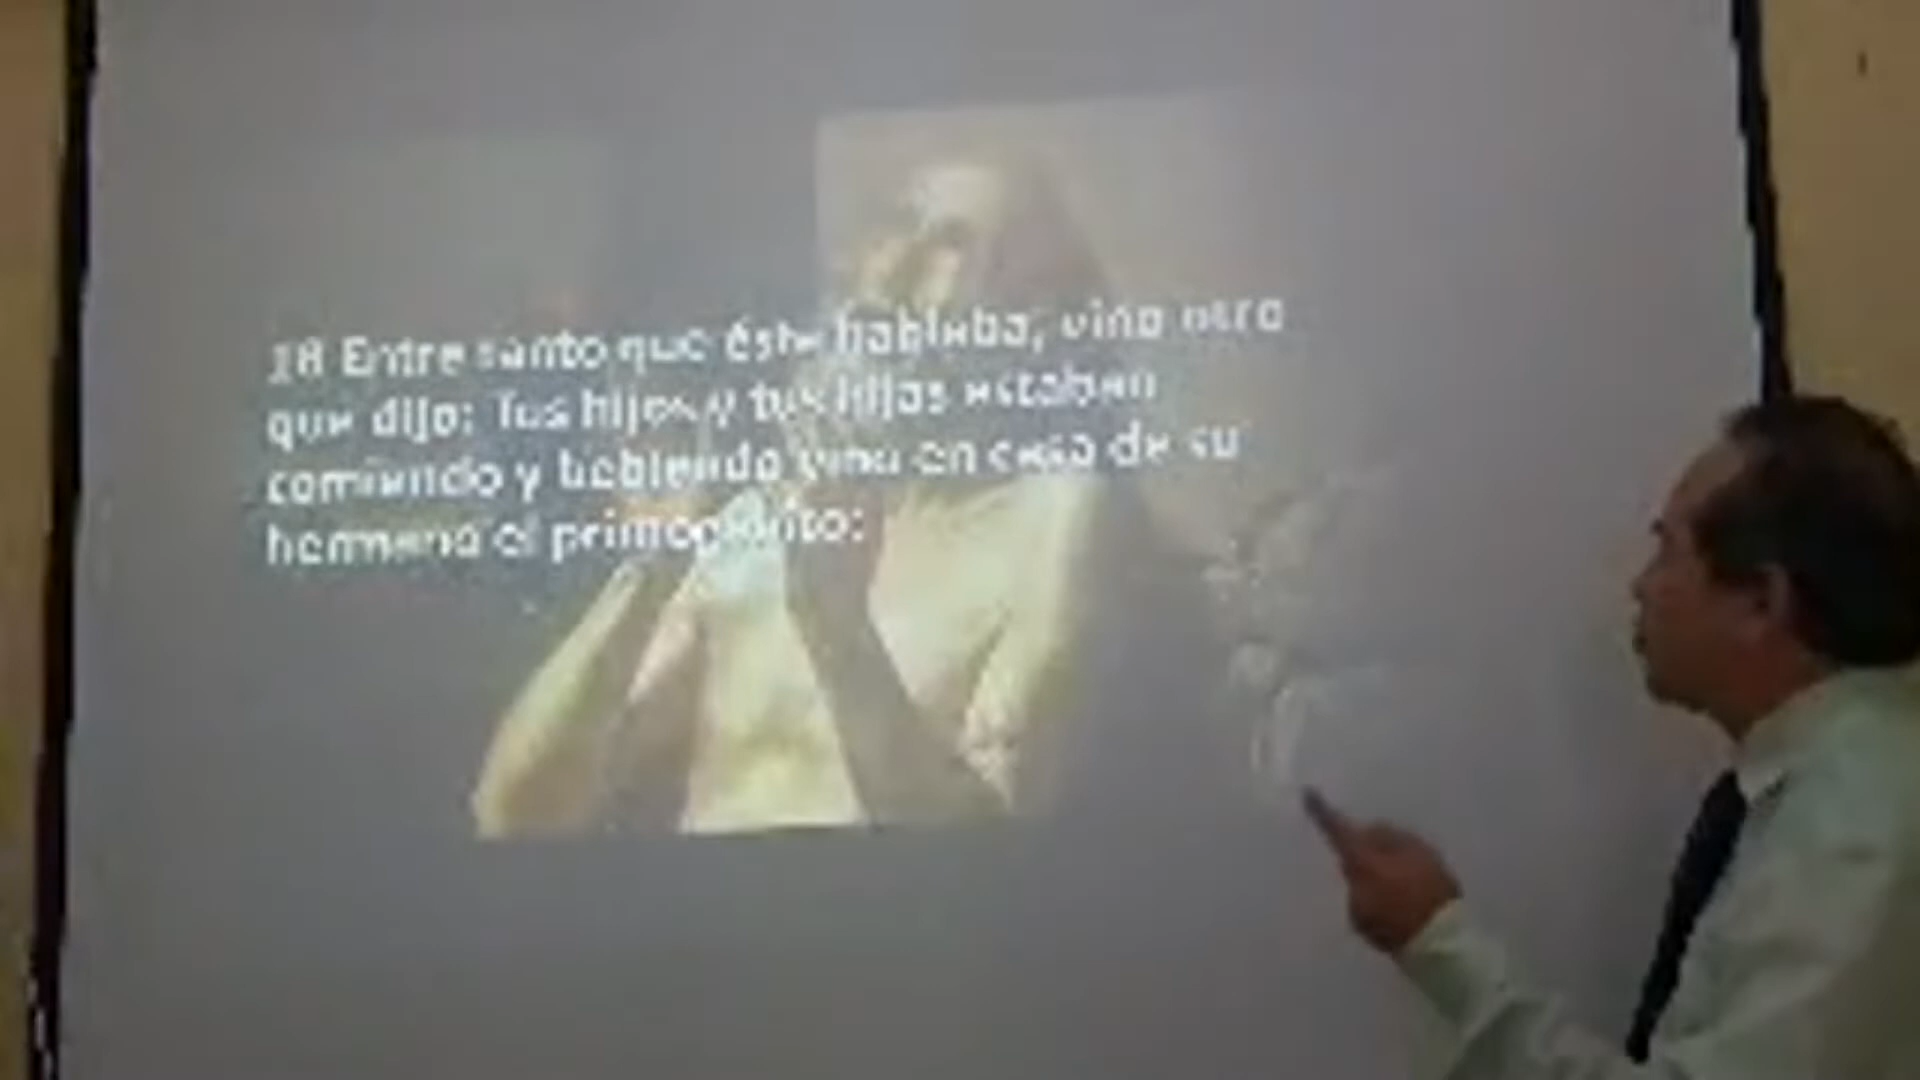 18 Entre tanto que éste hablaba, vino otro
que dijo: Tus hijos y tus hijas estaban
comiendo y bebiendo vino en casa de su
hermano el primogénito: